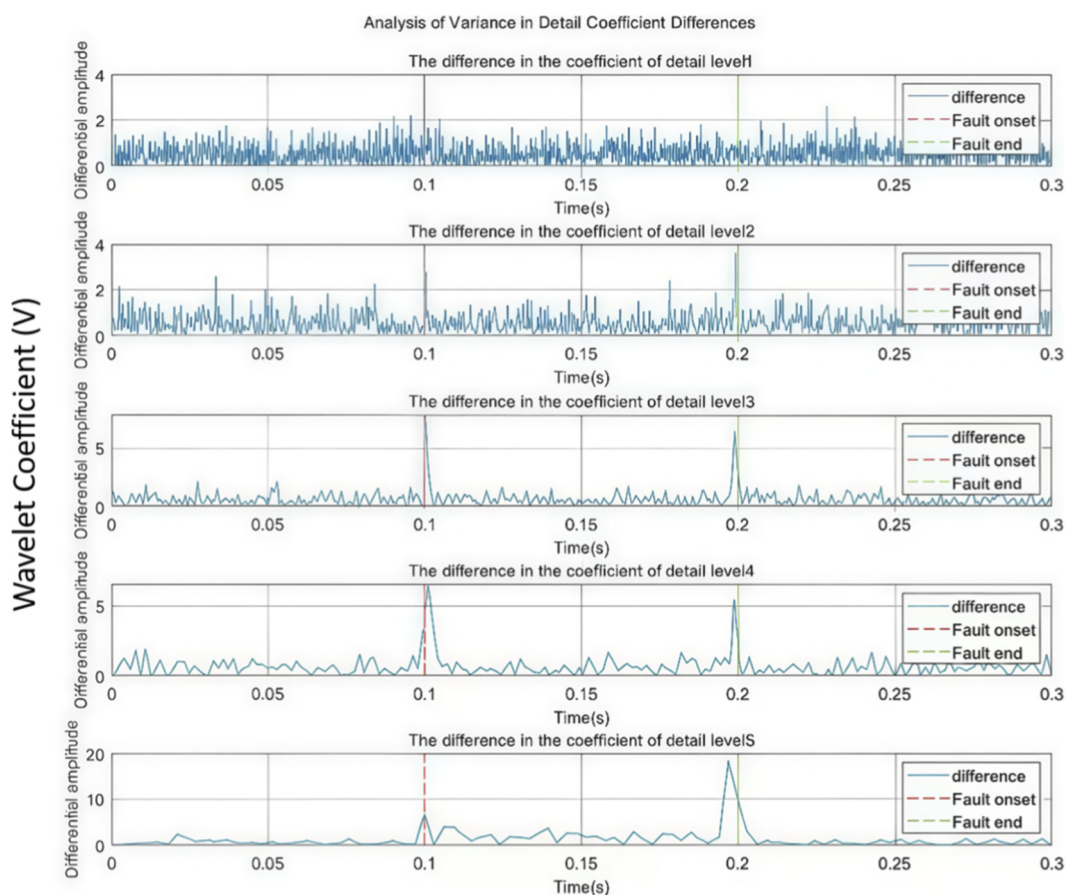 Analysis of Variance in Detail Coefficient Differences
Wavelet Coefficient (V)
The difference in the coefficient of detail levelH
Differential amplitude
4
2
0
difference
Fault onset
Fault end
0 0.05 0.1 0.15 0.2 0.25 0.3
Time(s)
The difference in the coefficient of detail level2
Differential amplitude
4
2
0
difference
Fault onset
Fault end
0 0.05 0.1 0.15 0.2 0.25 0.3
Time(s)
The difference in the coefficient of detail level3
Differential amplitude
5
0
difference
Fault onset
Fault end
0 0.05 0.1 0.15 0.2 0.25 0.3
Time(s)
The difference in the coefficient of detail level4
Differential amplitude
5
0
difference
Fault onset
Fault end
0 0.05 0.1 0.15 0.2 0.25 0.3
Time(s)
The difference in the coefficient of detail levelS
Differential amplitude
20
10
0
difference
Fault onset
Fault end
0 0.05 0.1 0.15 0.2 0.25 0.3
Time(s)